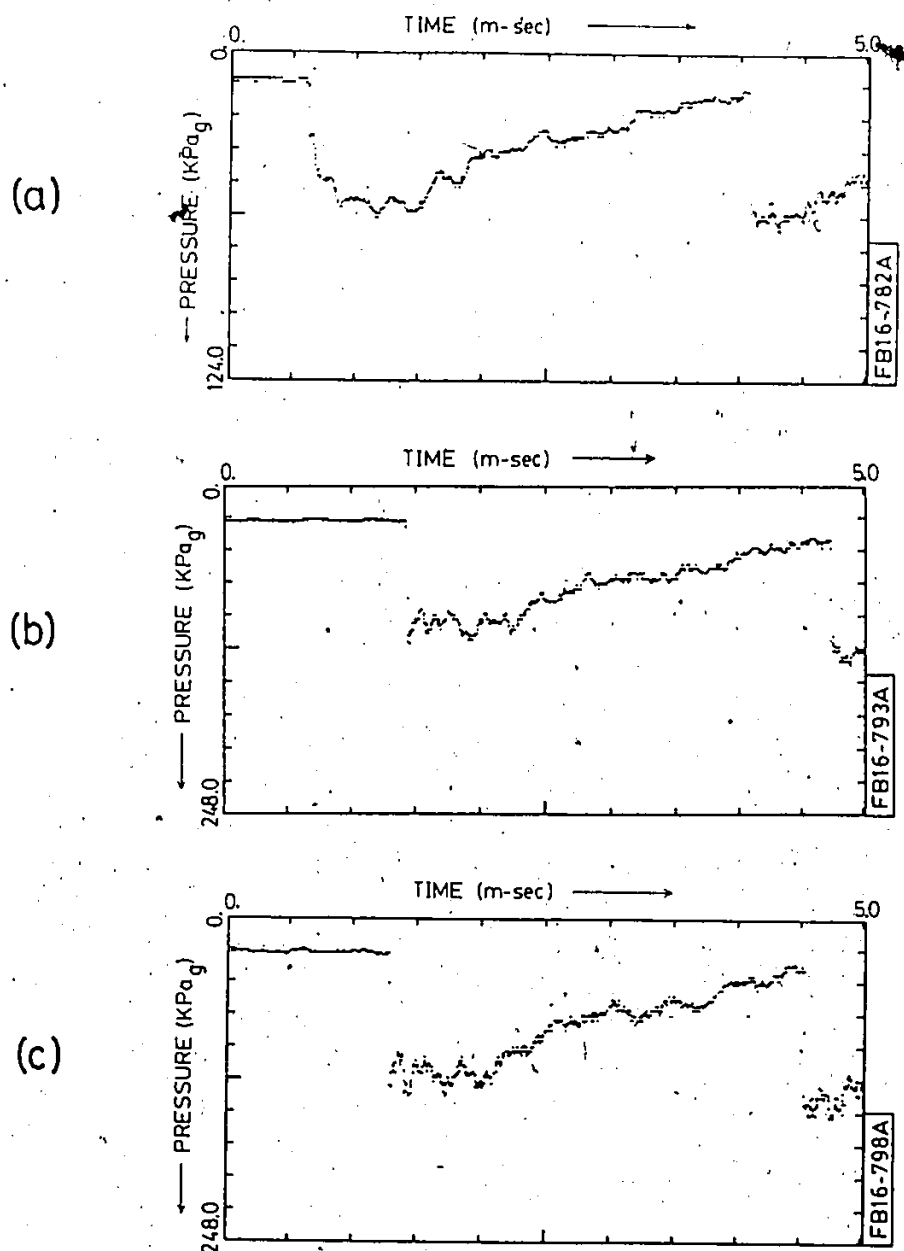 TIME (m-sec)
0. 5.0
0.
(a)
PRESSURE (KPag)
124.0
FB16-782A
TIME (m-sec)
0. 5.0
0.
(b)
PRESSURE (KPag)
248.0
FB16-793A
TIME (m-sec)
0. 5.0
0.
(c)
PRESSURE (KPag)
248.0
FB16-798A